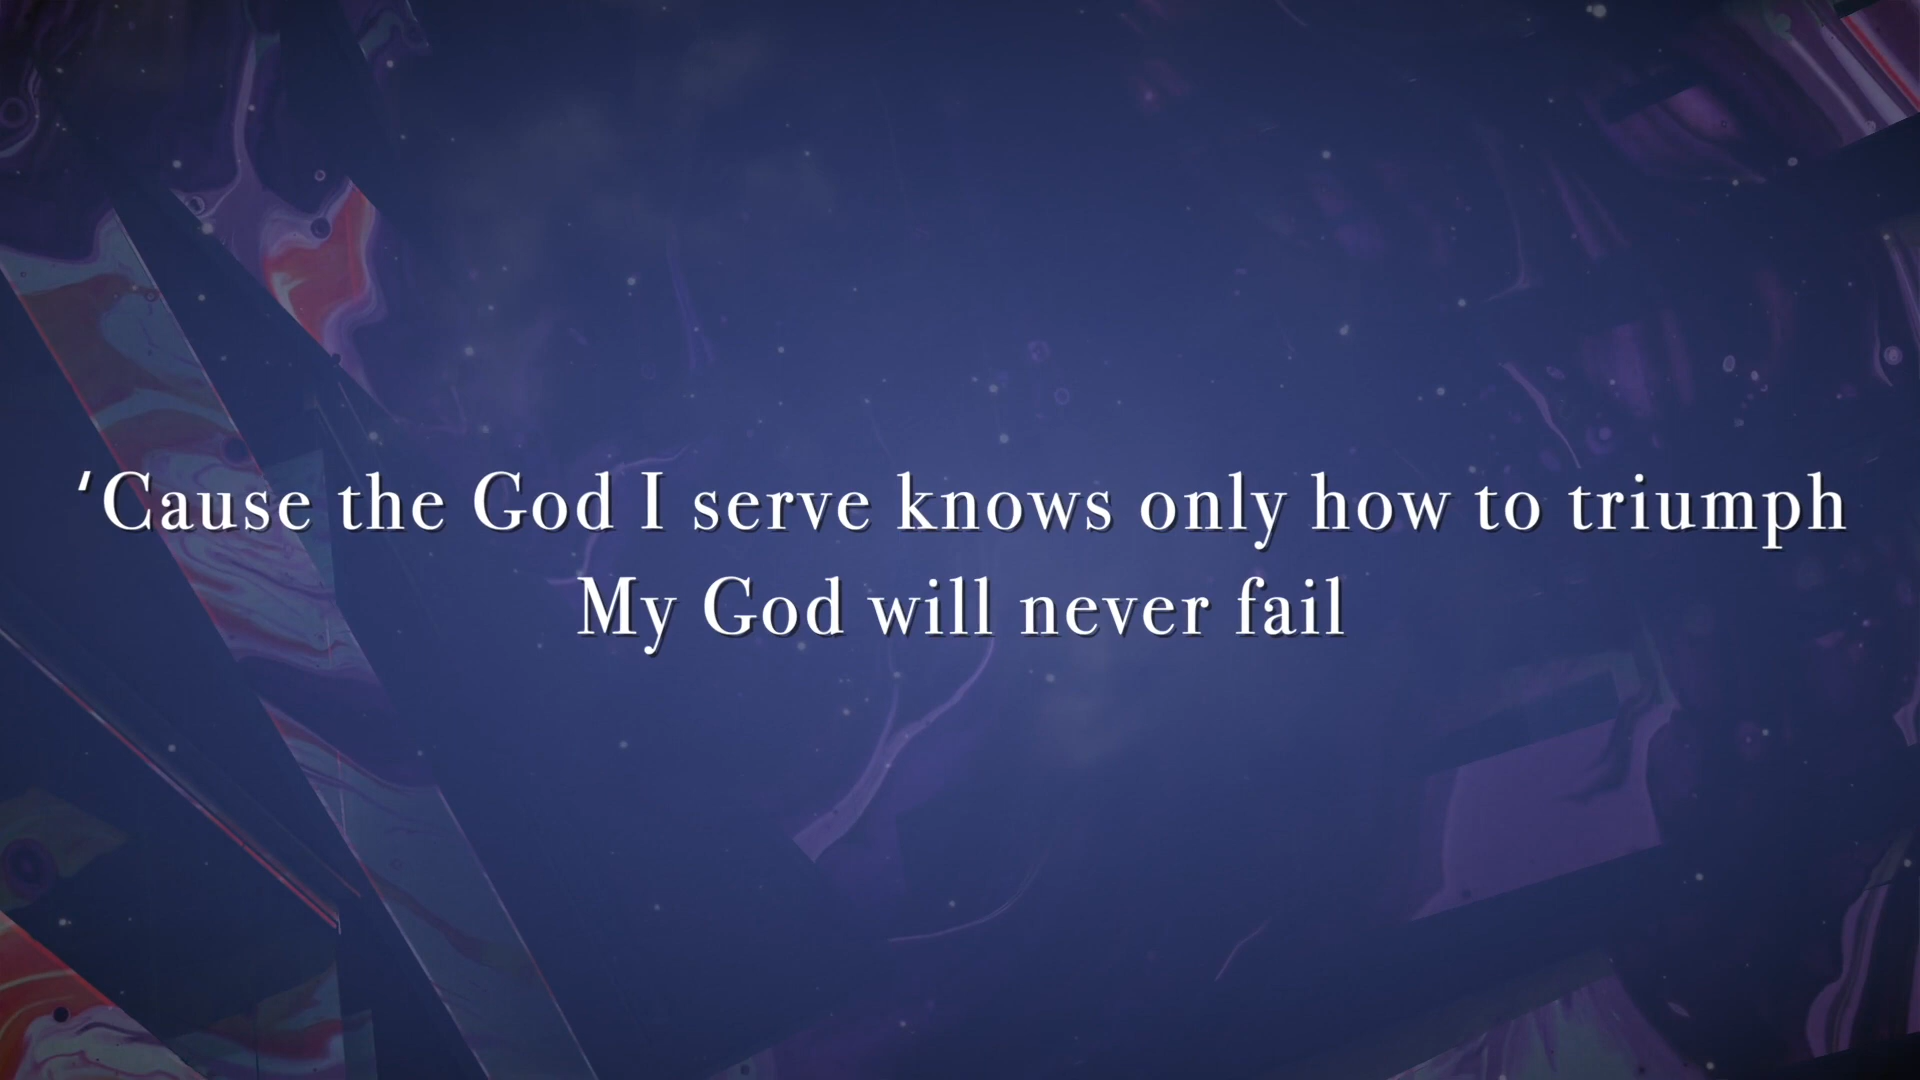 ‘Cause the God I serve knows only how to triumph
My God will never fail